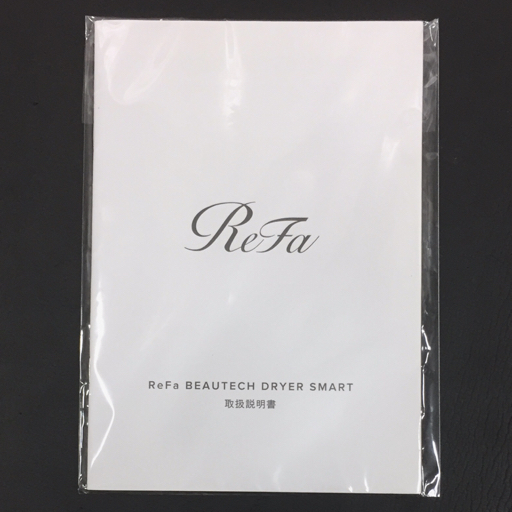 ReFa
ReFa BEAUTECH DRYER SMART
取扱説明書